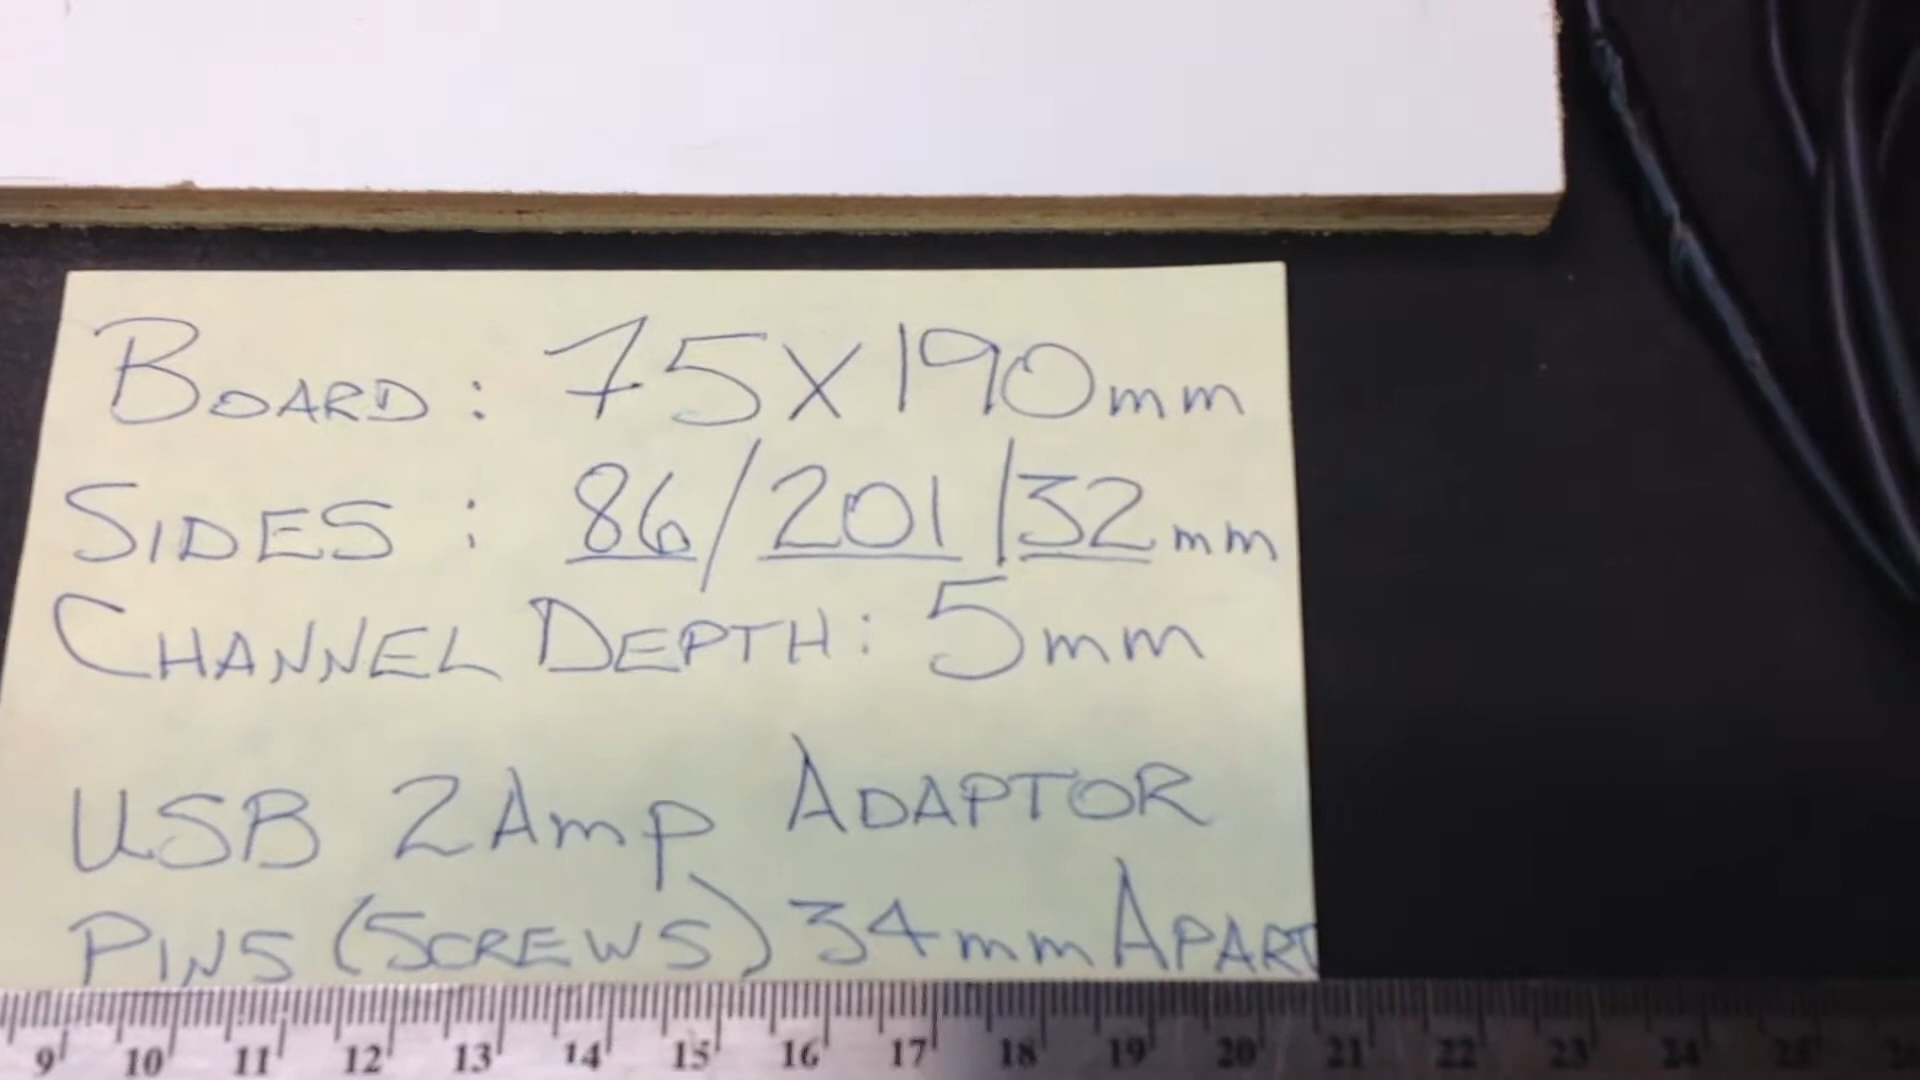 BOARD: 75X190mm
SIDES: 86/201/32mm
CHANNEL DEPTH: 5mm
USB 2Amp ADAPTOR
PINS (SCREWS) 34mm APART
9 10 11 12 13 14 15 16 17 18 19 20 21 22 23 24 25 26